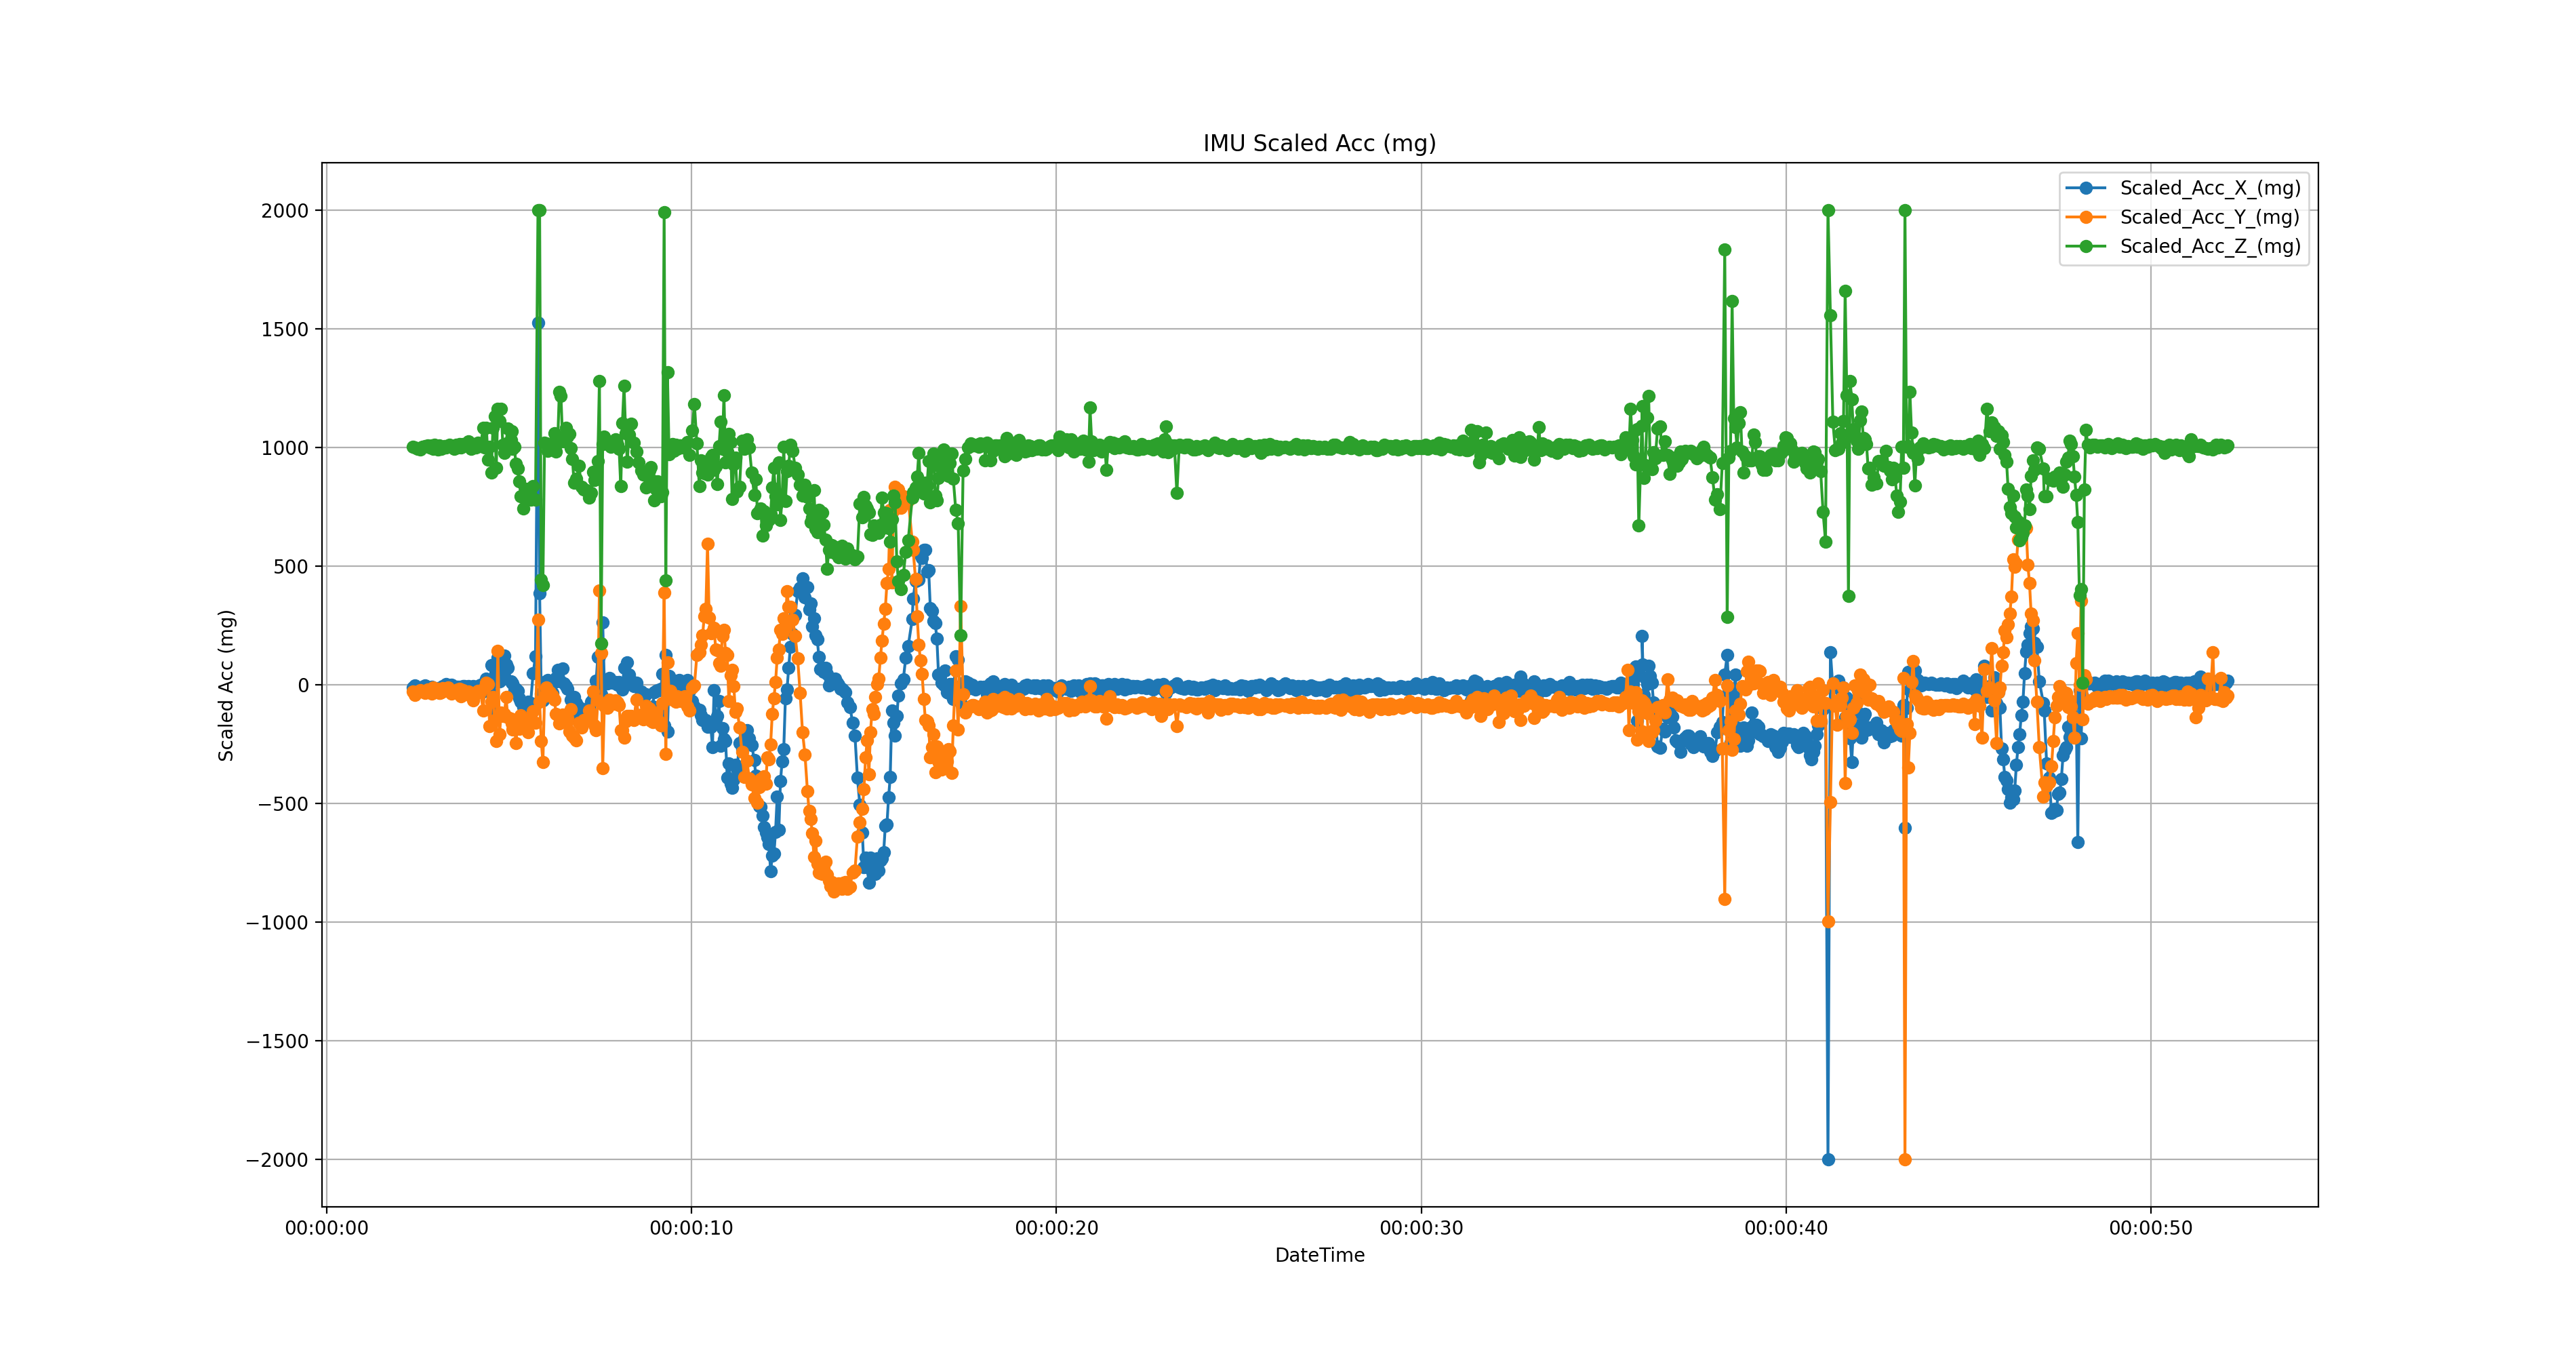 IMU Scaled Acc (mg)
Scaled_Acc_X_(mg)
Scaled_Acc_Y_(mg)
Scaled_Acc_Z_(mg)
2000
1500
1000
500
0
−500
−1000
−1500
−2000
Scaled Acc (mg)
00:00:00 00:00:10 00:00:20 00:00:30 00:00:40 00:00:50
DateTime